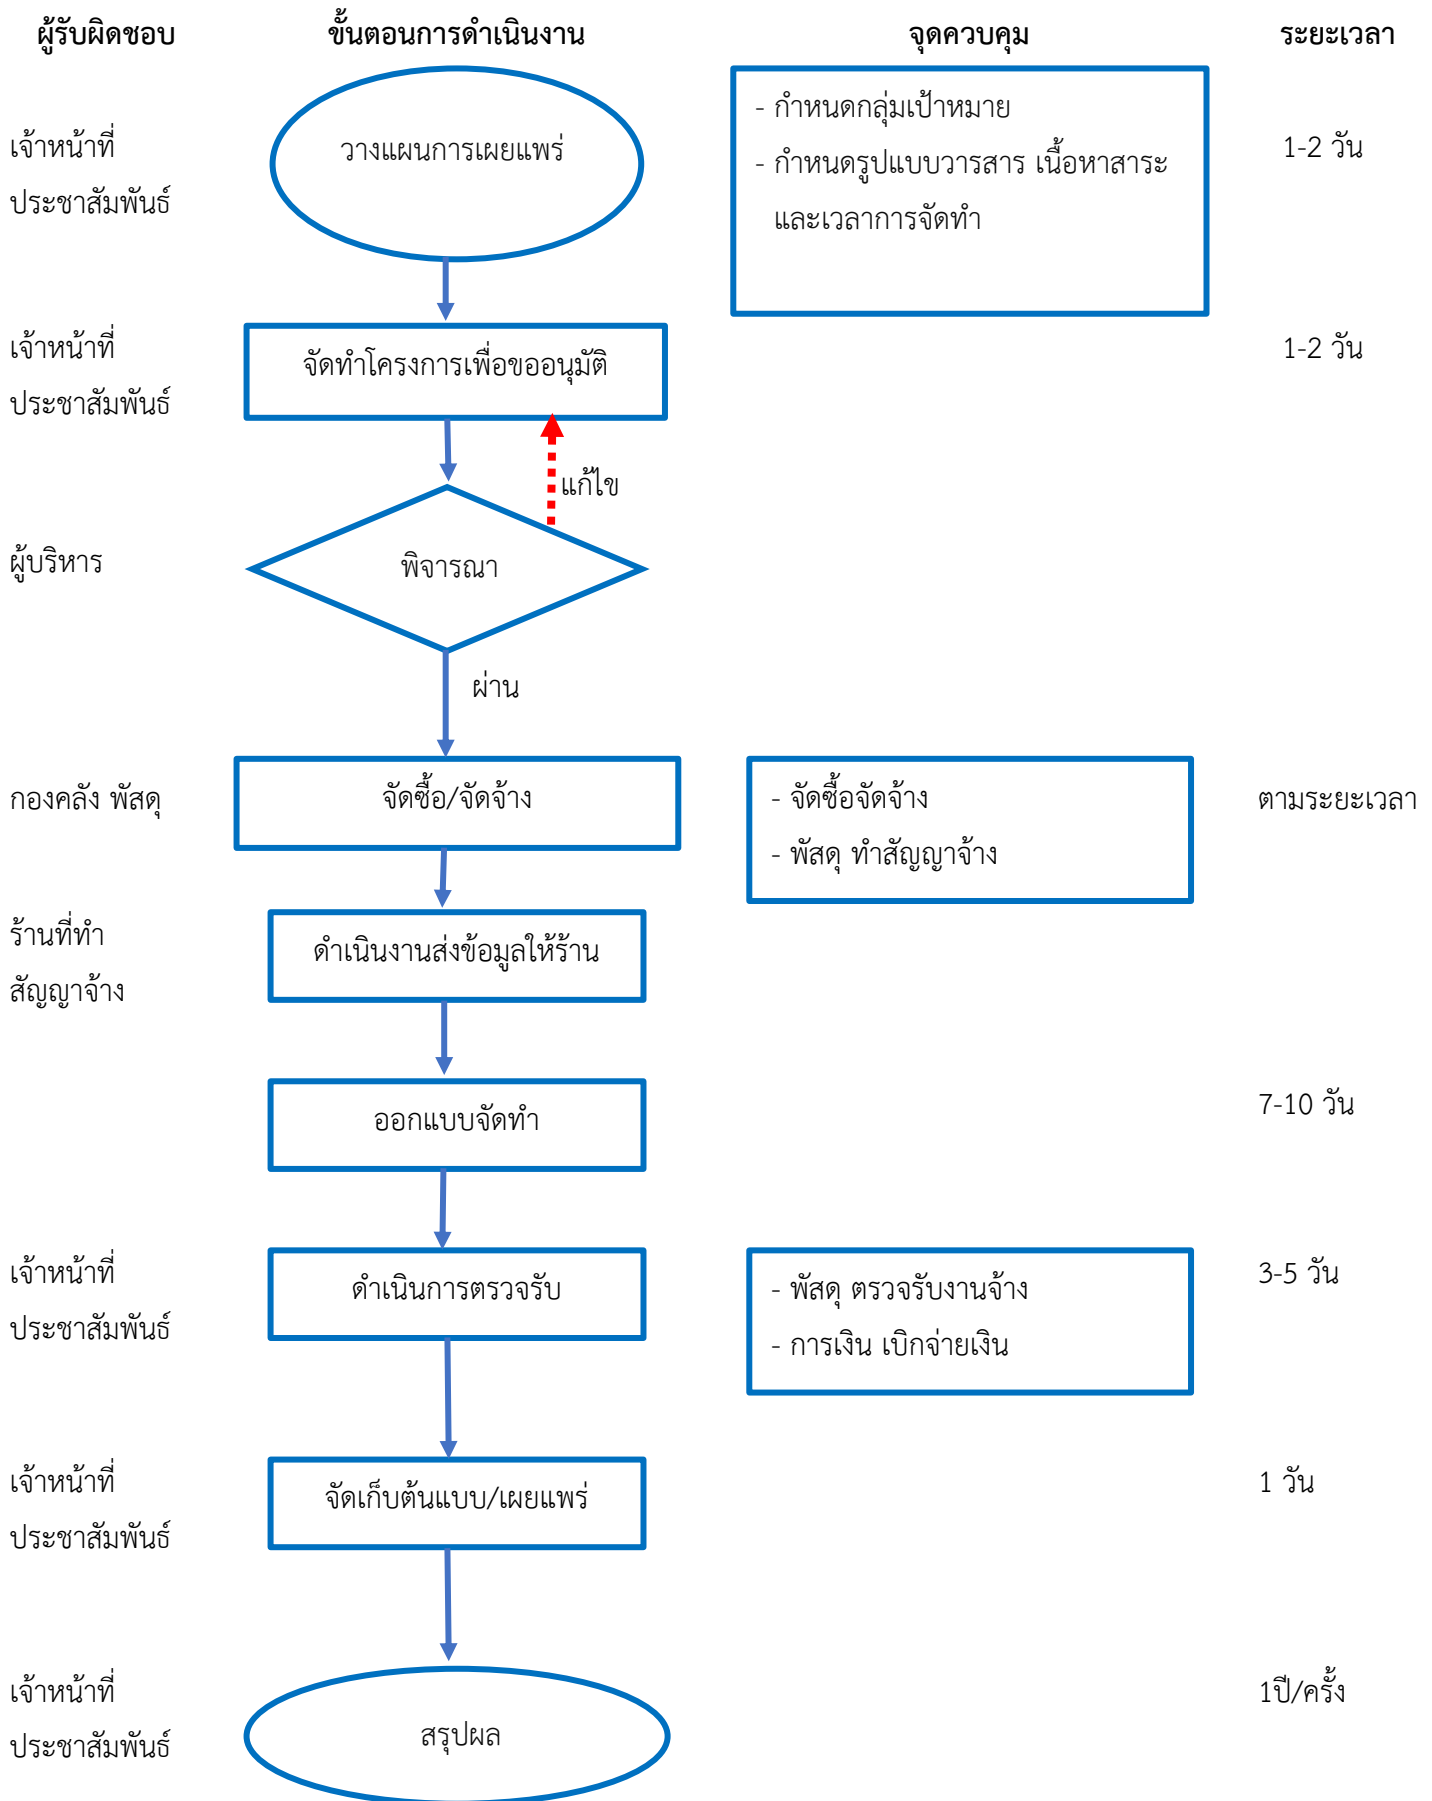 ผู้รับผิดชอบ ขั้นตอนการดำเนินงาน จุดควบคุม ระยะเวลา
เจ้าหน้าที่
ประชาสัมพันธ์
วางแผนการเผยแพร่
- กำหนดกลุ่มเป้าหมาย
- กำหนดรูปแบบวารสาร เนื้อหาสาระ
และเวลาการจัดทำ
1-2 วัน
เจ้าหน้าที่
ประชาสัมพันธ์
จัดทำโครงการเพื่อขออนุมัติ
1-2 วัน
แก้ไข
ผู้บริหาร
พิจารณา
ผ่าน
กองคลัง พัสดุ
จัดซื้อ/จัดจ้าง
- จัดซื้อจัดจ้าง
- พัสดุ ทำสัญญาจ้าง
ตามระยะเวลา
ร้านที่ทำ
สัญญาจ้าง
ดำเนินงานส่งข้อมูลให้ร้าน
ออกแบบจัดทำ
7-10 วัน
เจ้าหน้าที่
ประชาสัมพันธ์
ดำเนินการตรวจรับ
- พัสดุ ตรวจรับงานจ้าง
- การเงิน เบิกจ่ายเงิน
3-5 วัน
เจ้าหน้าที่
ประชาสัมพันธ์
จัดเก็บต้นแบบ/เผยแพร่
1 วัน
เจ้าหน้าที่
ประชาสัมพันธ์
สรุปผล
1ปี/ครั้ง